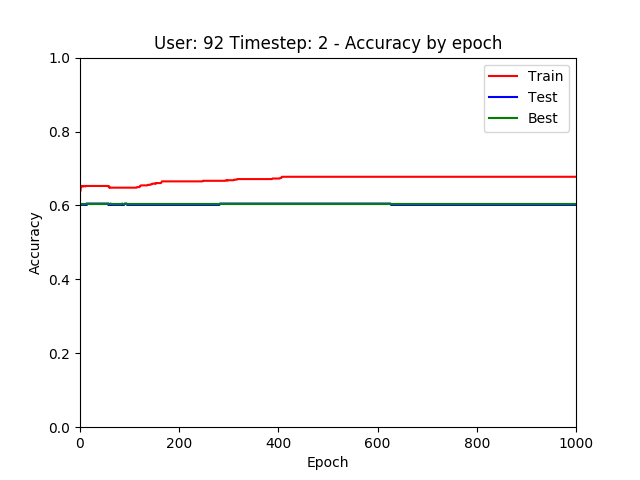 User: 92 Timestep: 2 - Accuracy by epoch
1.0
0.8
0.6
0.4
0.2
0.0
Accuracy
Train
Test
Best
0 200 400 600 800 1000
Epoch